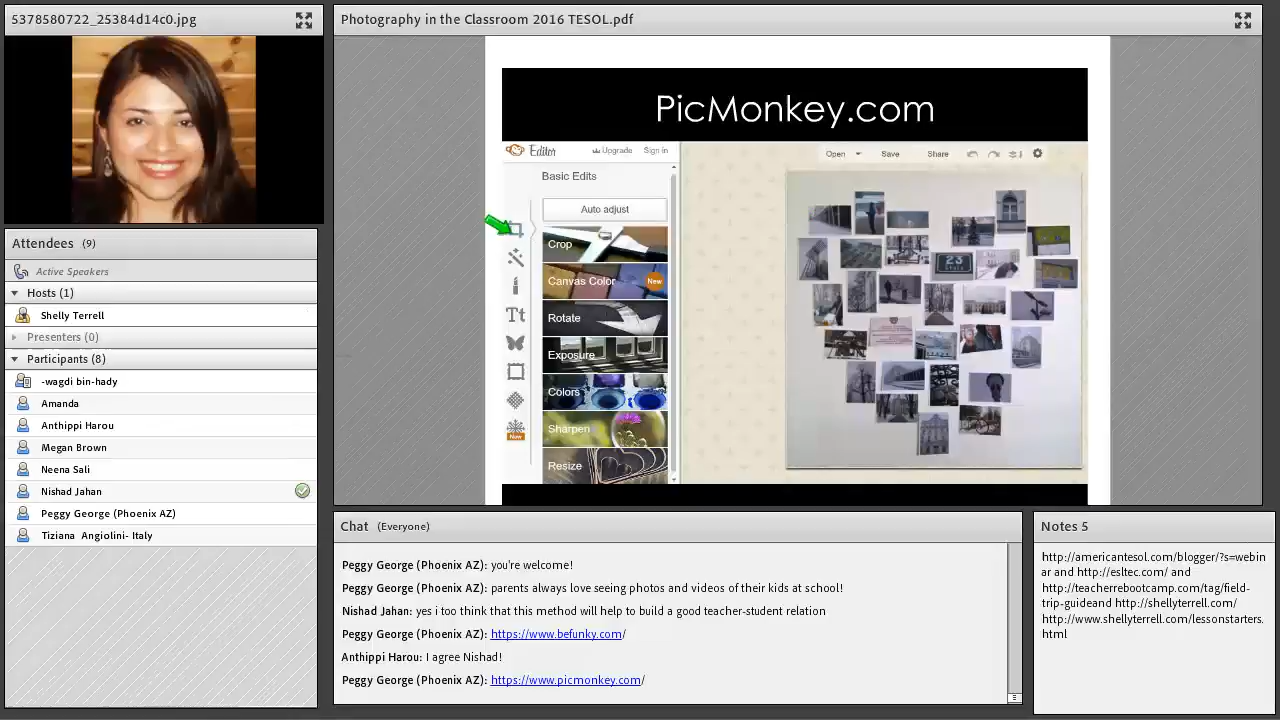 5378580722_25384d14c0.jpg
Attendees (9)
Active Speakers
Hosts (1)
Shelly Terrell
Presenters (0)
Participants (8)
-wagdi bin-hady
Amanda
Anthippi Harou
Megan Brown
Neena Sali
Nishad Jahan
Peggy George (Phoenix AZ)
Tiziana Angiolini- Italy
Photography in the Classroom 2016 TESOL.pdf
PicMonkey.com
Editor Upgrade Sign in
Open Save Share
Basic Edits
Auto adjust
Crop
Canvas Color New
Rotate
Tt
Exposure
Colors
Sharpen
New
Resize
23
Chat (Everyone)
Peggy George (Phoenix AZ): you're welcome!
Peggy George (Phoenix AZ): parents always love seeing photos and videos of their kids at school!
Nishad Jahan: yes i too think that this method will help to build a good teacher-student relation
Peggy George (Phoenix AZ): https://www.befunky.com/
Anthippi Harou: I agree Nishad!
Peggy George (Phoenix AZ): https://www.picmonkey.com/
Notes 5
http://americantesol.com/blogger/?s=webin
ar and http://esltec.com/ and
http://teacherrebootcamp.com/tag/field-
trip-guideand http://shellyterrell.com/
http://www.shellyterrell.com/lessonstarters.
html